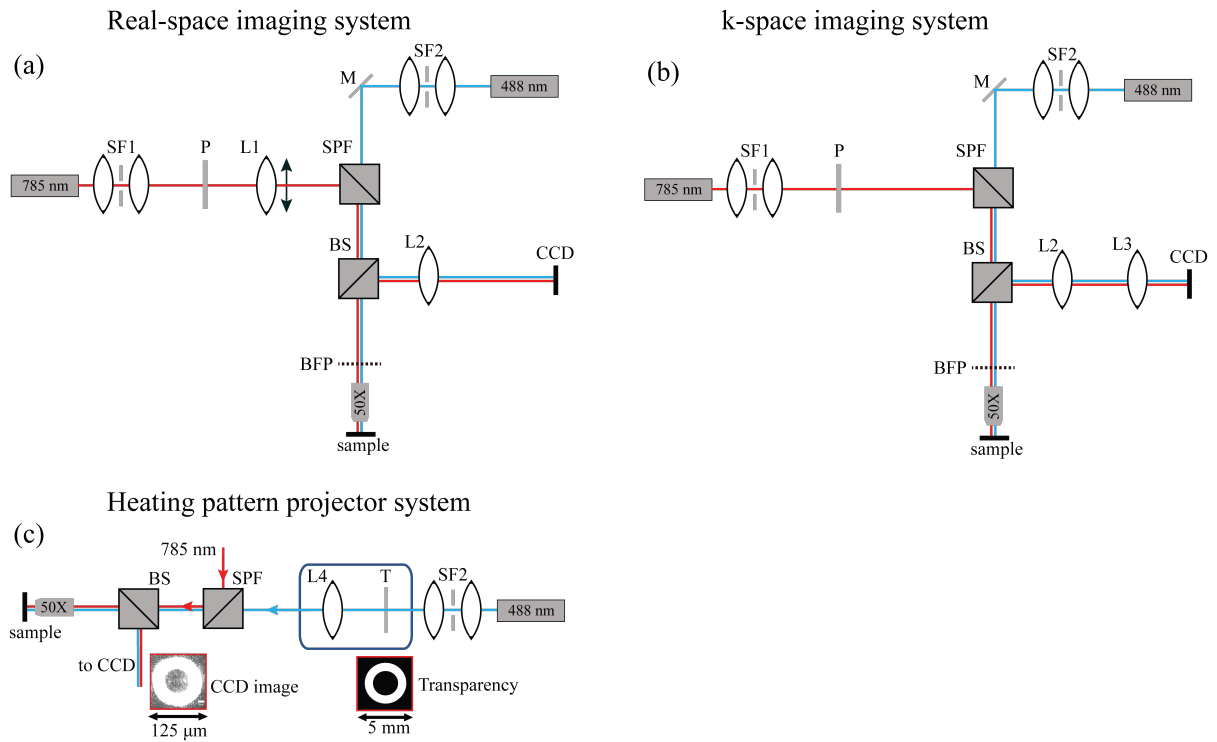 Real-space imaging system
k-space imaging system
(a)
M
SF2
488 nm
SF1
P
L1
SPF
785 nm
BS
L2
CCD
BFP
50X
sample
(b)
M
SF2
488 nm
SF1
P
SPF
785 nm
BS
L2
L3
CCD
BFP
50X
sample
Heating pattern projector system
(c)
785 nm
BS
SPF
L4
T
SF2
50X
488 nm
sample
to CCD
CCD image
Transparency
125 μm
5 mm